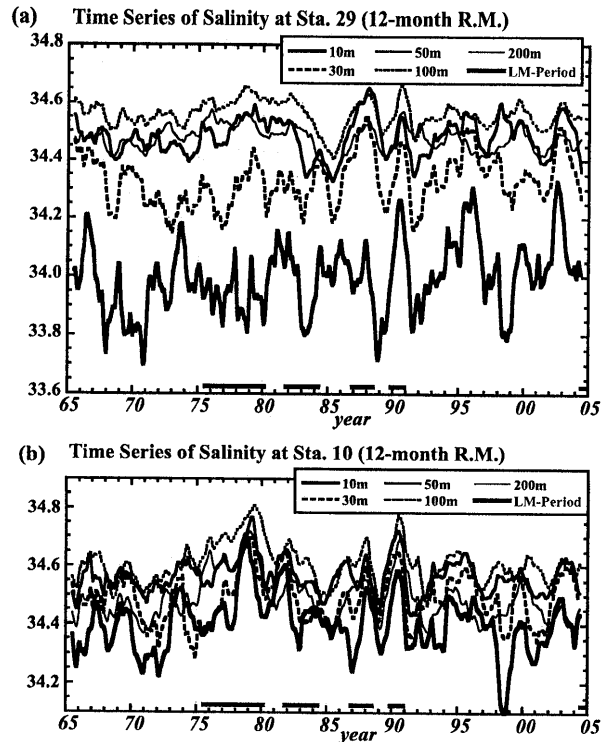 (a) Time Series of Salinity at Sta. 29 (12-month R.M.)
10m 50m 200m
30m 100m LM-Period
34.8
34.6
34.4
34.2
34.0
33.8
33.6
65 70 75 80 85 90 95 00 05
year
(b) Time Series of Salinity at Sta. 10 (12-month R.M.)
10m 50m 200m
30m 100m LM-Period
34.8
34.6
34.4
34.2
65 70 75 80 85 90 95 00 05
year